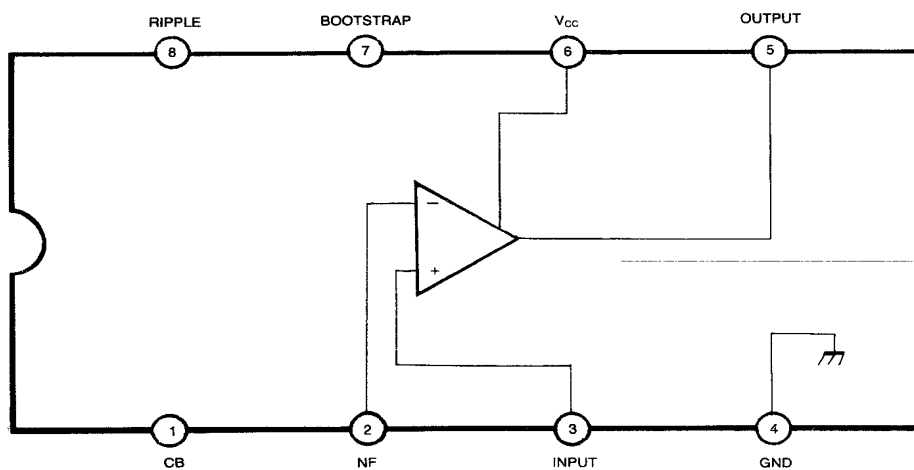 RIPPLE BOOTSTRAP VCC OUTPUT
8 7 6 5
−
+
1 2 3 4
CB NF INPUT GND